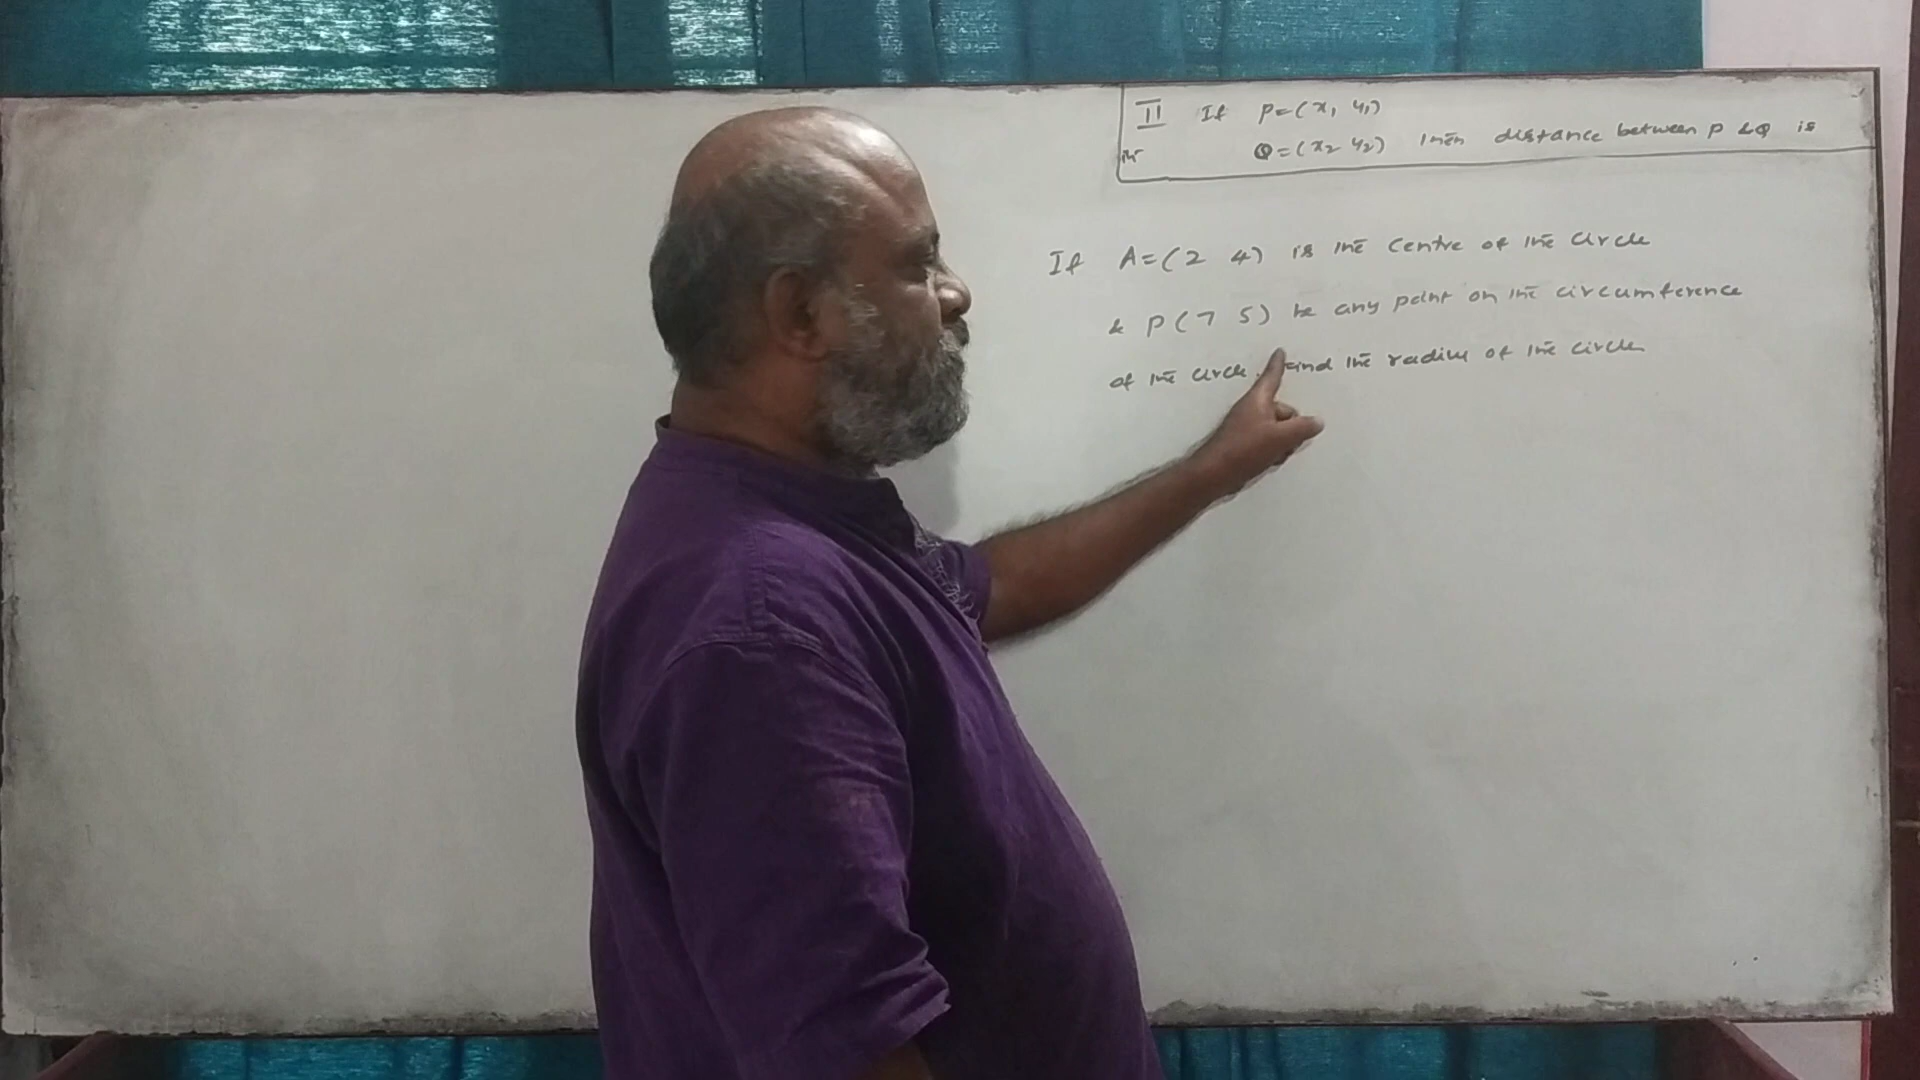 II If P=(x1 y1)
Q=(x2 y2) then distance between P & Q is
If A=(2 4) is the centre of the circle
& P(7 5) be any point on the circumference
of the circle. Find the radius of the circle